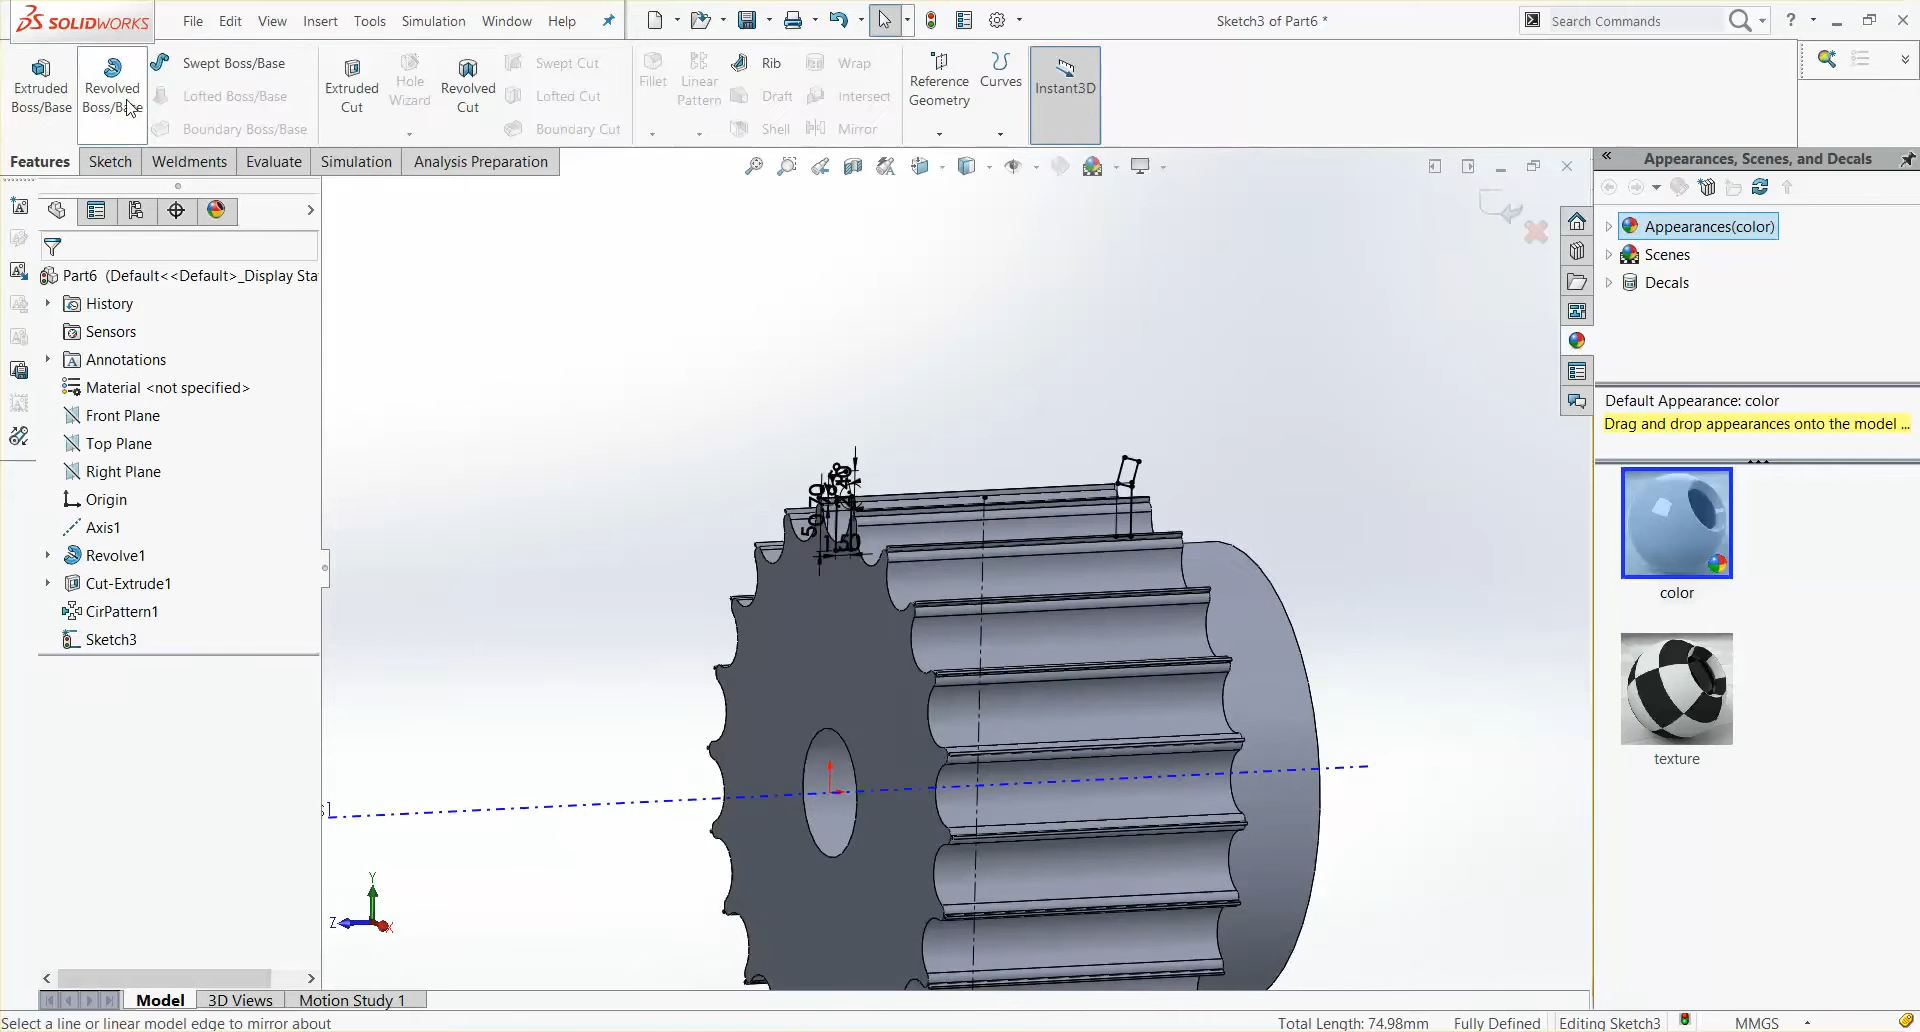 SOLIDWORKS
File Edit View Insert Tools Simulation Window Help
Sketch3 of Part6 *
Search Commands
?
Extruded Boss/Base
Revolved Boss/Base
Swept Boss/Base
Lofted Boss/Base
Boundary Boss/Base
Extruded Cut
Hole Wizard
Revolved Cut
Swept Cut
Lofted Cut
Boundary Cut
Fillet
Linear Pattern
Rib
Draft
Shell
Wrap
Intersect
Mirror
Reference Geometry
Curves
Instant3D
Features Sketch Weldments Evaluate Simulation Analysis Preparation
Appearances, Scenes, and Decals
Part6 (Default<<Default>_Display Sta
History
Sensors
Annotations
Material <not specified>
Front Plane
Top Plane
Right Plane
Origin
Axis1
Revolve1
Cut-Extrude1
CirPattern1
Sketch3
Appearances(color)
Scenes
Decals
Default Appearance: color
Drag and drop appearances onto the model ...
color
texture
1.50
Y
Z
X
Model 3D Views Motion Study 1
Select a line or linear model edge to mirror about
Total Length: 74.98mm Fully Defined Editing Sketch3 MMGS